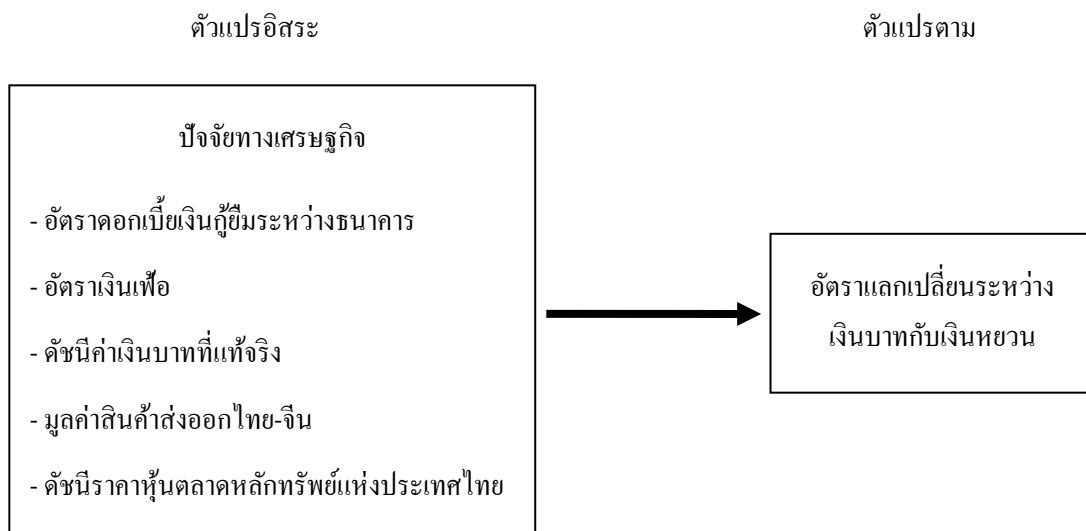 ตัวแปรอิสระ
ตัวแปรตาม
ปัจจัยทางเศรษฐกิจ
- อัตราดอกเบี้ยเงินกู้ยืมระหว่างธนาคาร
- อัตราเงินเฟ้อ
- ดัชนีค่าเงินบาทที่แท้จริง
- มูลค่าสินค้าส่งออกไทย-จีน
- ดัชนีราคาหุ้นตลาดหลักทรัพย์แห่งประเทศไทย
อัตราแลกเปลี่ยนระหว่าง
เงินบาทกับเงินหยวน